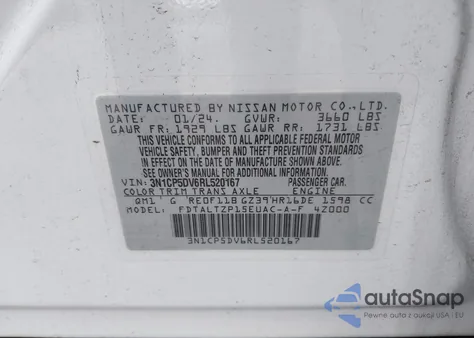 MANUFACTURED BY NISSAN MOTOR CO.,LTD.
DATE: 01/24. GVWR: 3660 LBS
GAWR FR: 1929 LBS GAWR RR: 1731 LBS
THIS VEHICLE CONFORMS TO ALL APPLICABLE FEDERAL MOTOR
VEHICLE SAFETY, BUMPER AND THEFT PREVENTION STANDARDS
IN EFFECT ON THE DATE OF MANUFACTURE SHOWN ABOVE.
SEE OWNER'S MANUAL FOR ADDITIONAL INFORMATION
VIN: 3N1CP5DV6RL520167 PASSENGER CAR.
COLOR TRIM TRANS AXLE ENGINE
QM1 G RE0F11B GZ39 HR16DE 1598 CC
MODEL: FDTALTZP15EUAC-A-F 4Z000
3N1CP5DV6RL520167
autoSnap
Pewne auta z dostawą z USA i EU